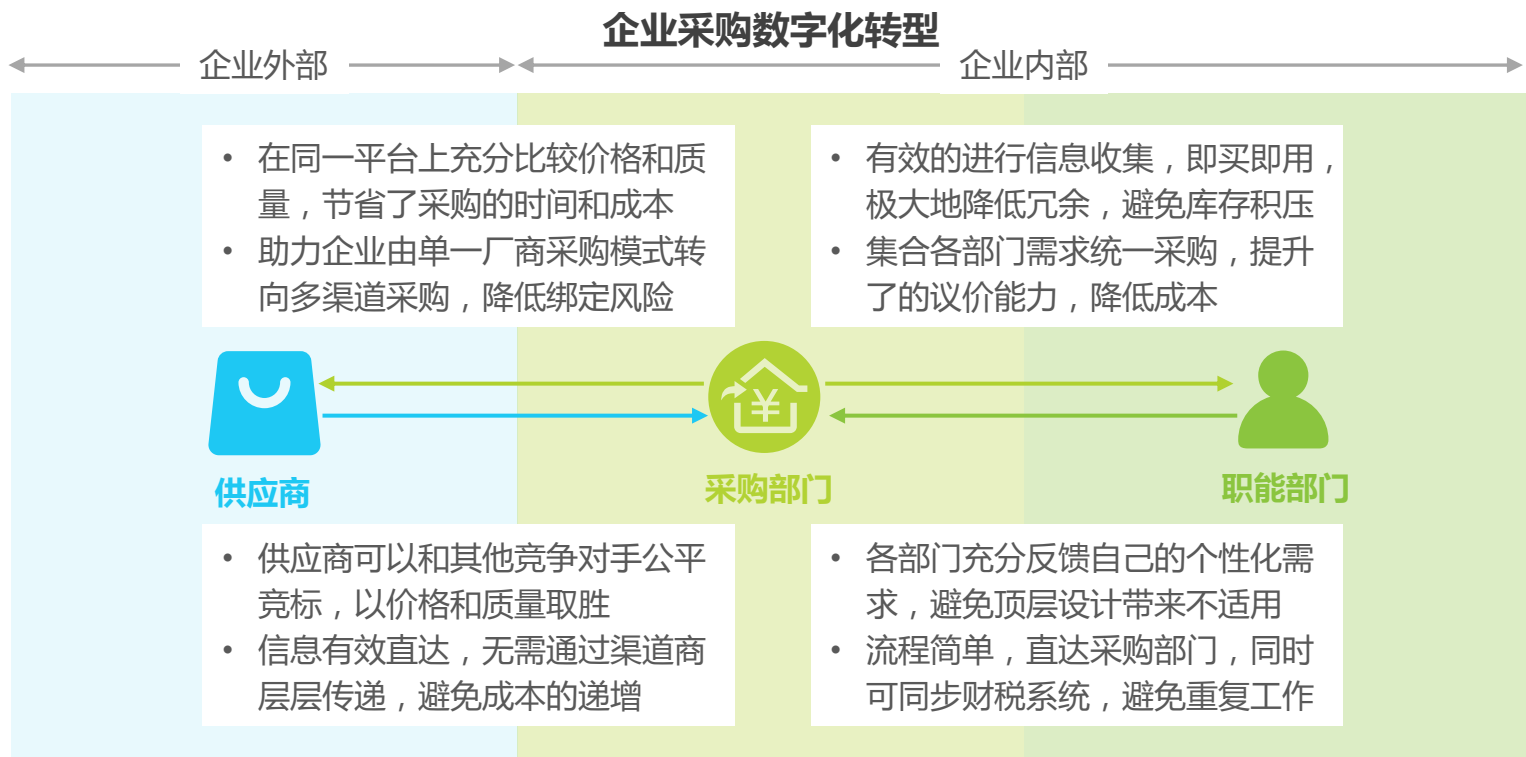 企业采购数字化转型
企业外部
企业内部
• 在同一平台上充分比较价格和质
量，节省了采购的时间和成本
• 助力企业由单一厂商采购模式转
向多渠道采购，降低绑定风险
• 有效的进行信息收集，即买即用，
极大地降低冗余，避免库存积压
• 集合各部门需求统一采购，提升
了的议价能力，降低成本
¥
供应商
采购部门
职能部门
• 供应商可以和其他竞争对手公平
竞标，以价格和质量取胜
• 信息有效直达，无需通过渠道商
层层传递，避免成本的递增
• 各部门充分反馈自己的个性化需
求，避免顶层设计带来不适用
• 流程简单，直达采购部门，同时
可同步财税系统，避免重复工作